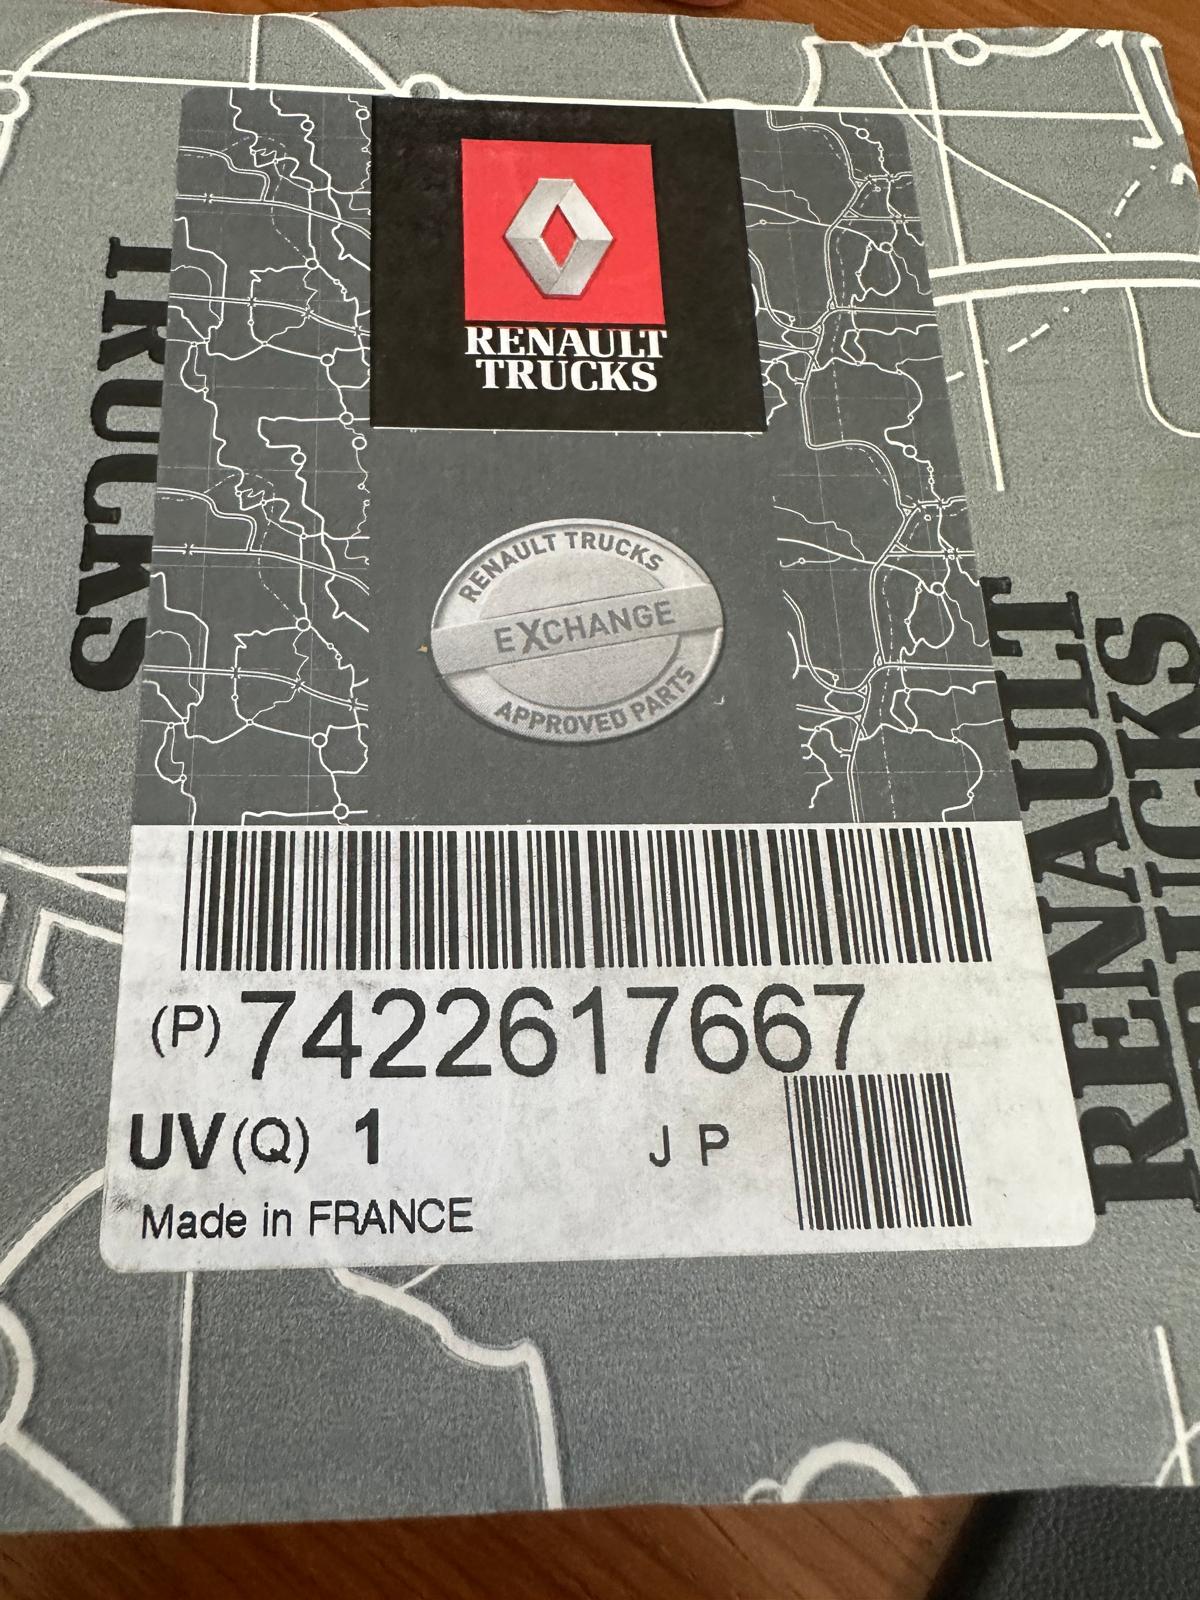 RENAULT
TRUCKS
TRUCKS
RENAULT TRUCKS
EXCHANGE
APPROVED PARTS
RENAULT
TRUCKS
(P) 7422617667
UV(Q) 1
J P
Made in FRANCE